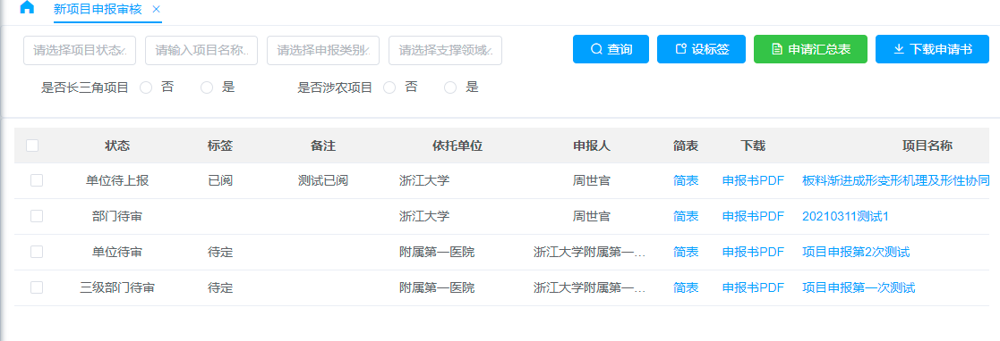 新项目申报审核 ×
请选择项目状态 请输入项目名称.. 请选择申报类别 请选择支撑领域 查询 设标签 申请汇总表 下载申请书
是否长三角项目 否 是 是否涉农项目 否 是
状态 标签 备注 依托单位 申报人 简表 下载 项目名称
单位待上报 已阅 测试已阅 浙江大学 周世官 简表 申报书PDF 板料渐进成形变形机理及形性协同
部门待审 浙江大学 周世官 简表 申报书PDF 20210311测试1
单位待审 待定 附属第一医院 浙江大学附属第一... 简表 申报书PDF 项目申报第2次测试
三级部门待审 待定 附属第一医院 浙江大学附属第一... 简表 申报书PDF 项目申报第一次测试